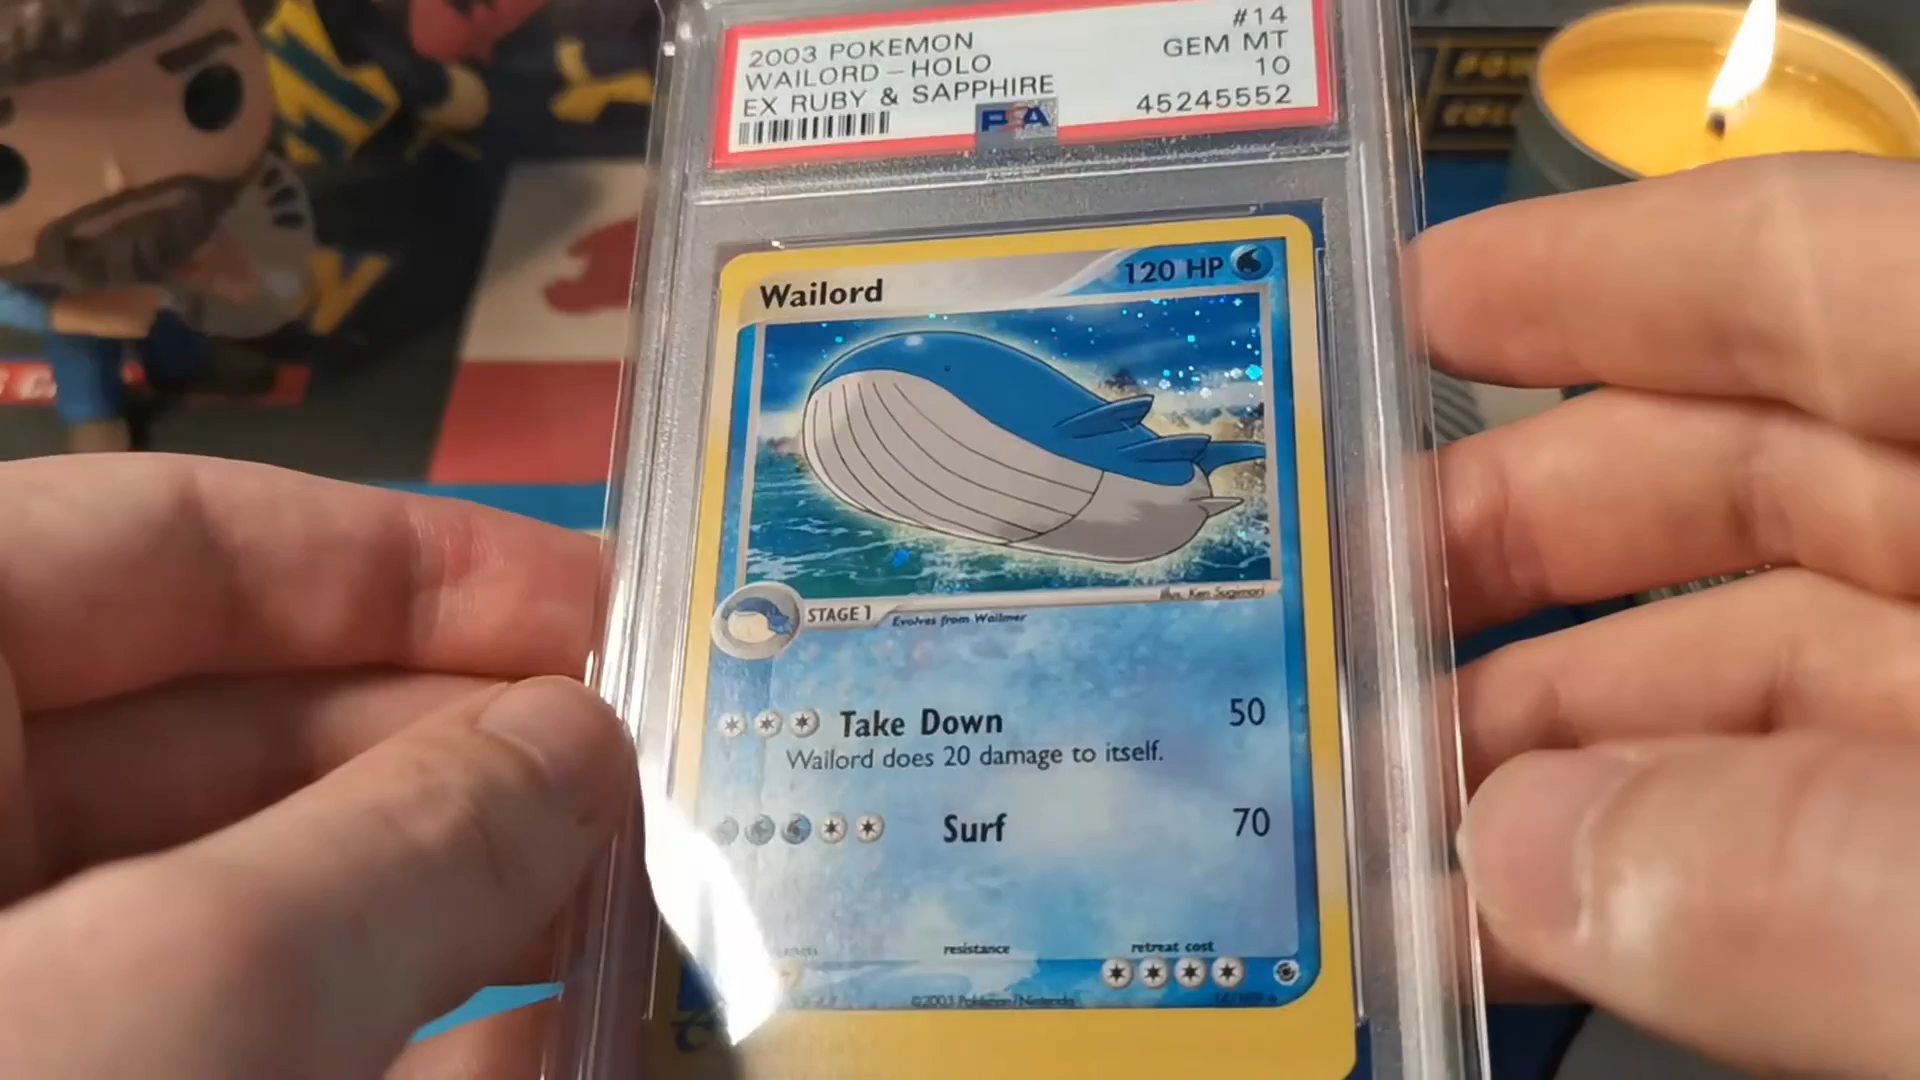 2003 POKEMON #14
WAILORD - HOLO GEM MT
EX RUBY & SAPPHIRE 10
PSA 45245552
Wailord 120 HP
Illus. Ken Sugimori
STAGE 1 Evolves from Wailmer
Take Down 50
Wailord does 20 damage to itself.
Surf 70
resistance retreat cost
©2003 Pokémon/Nintendo